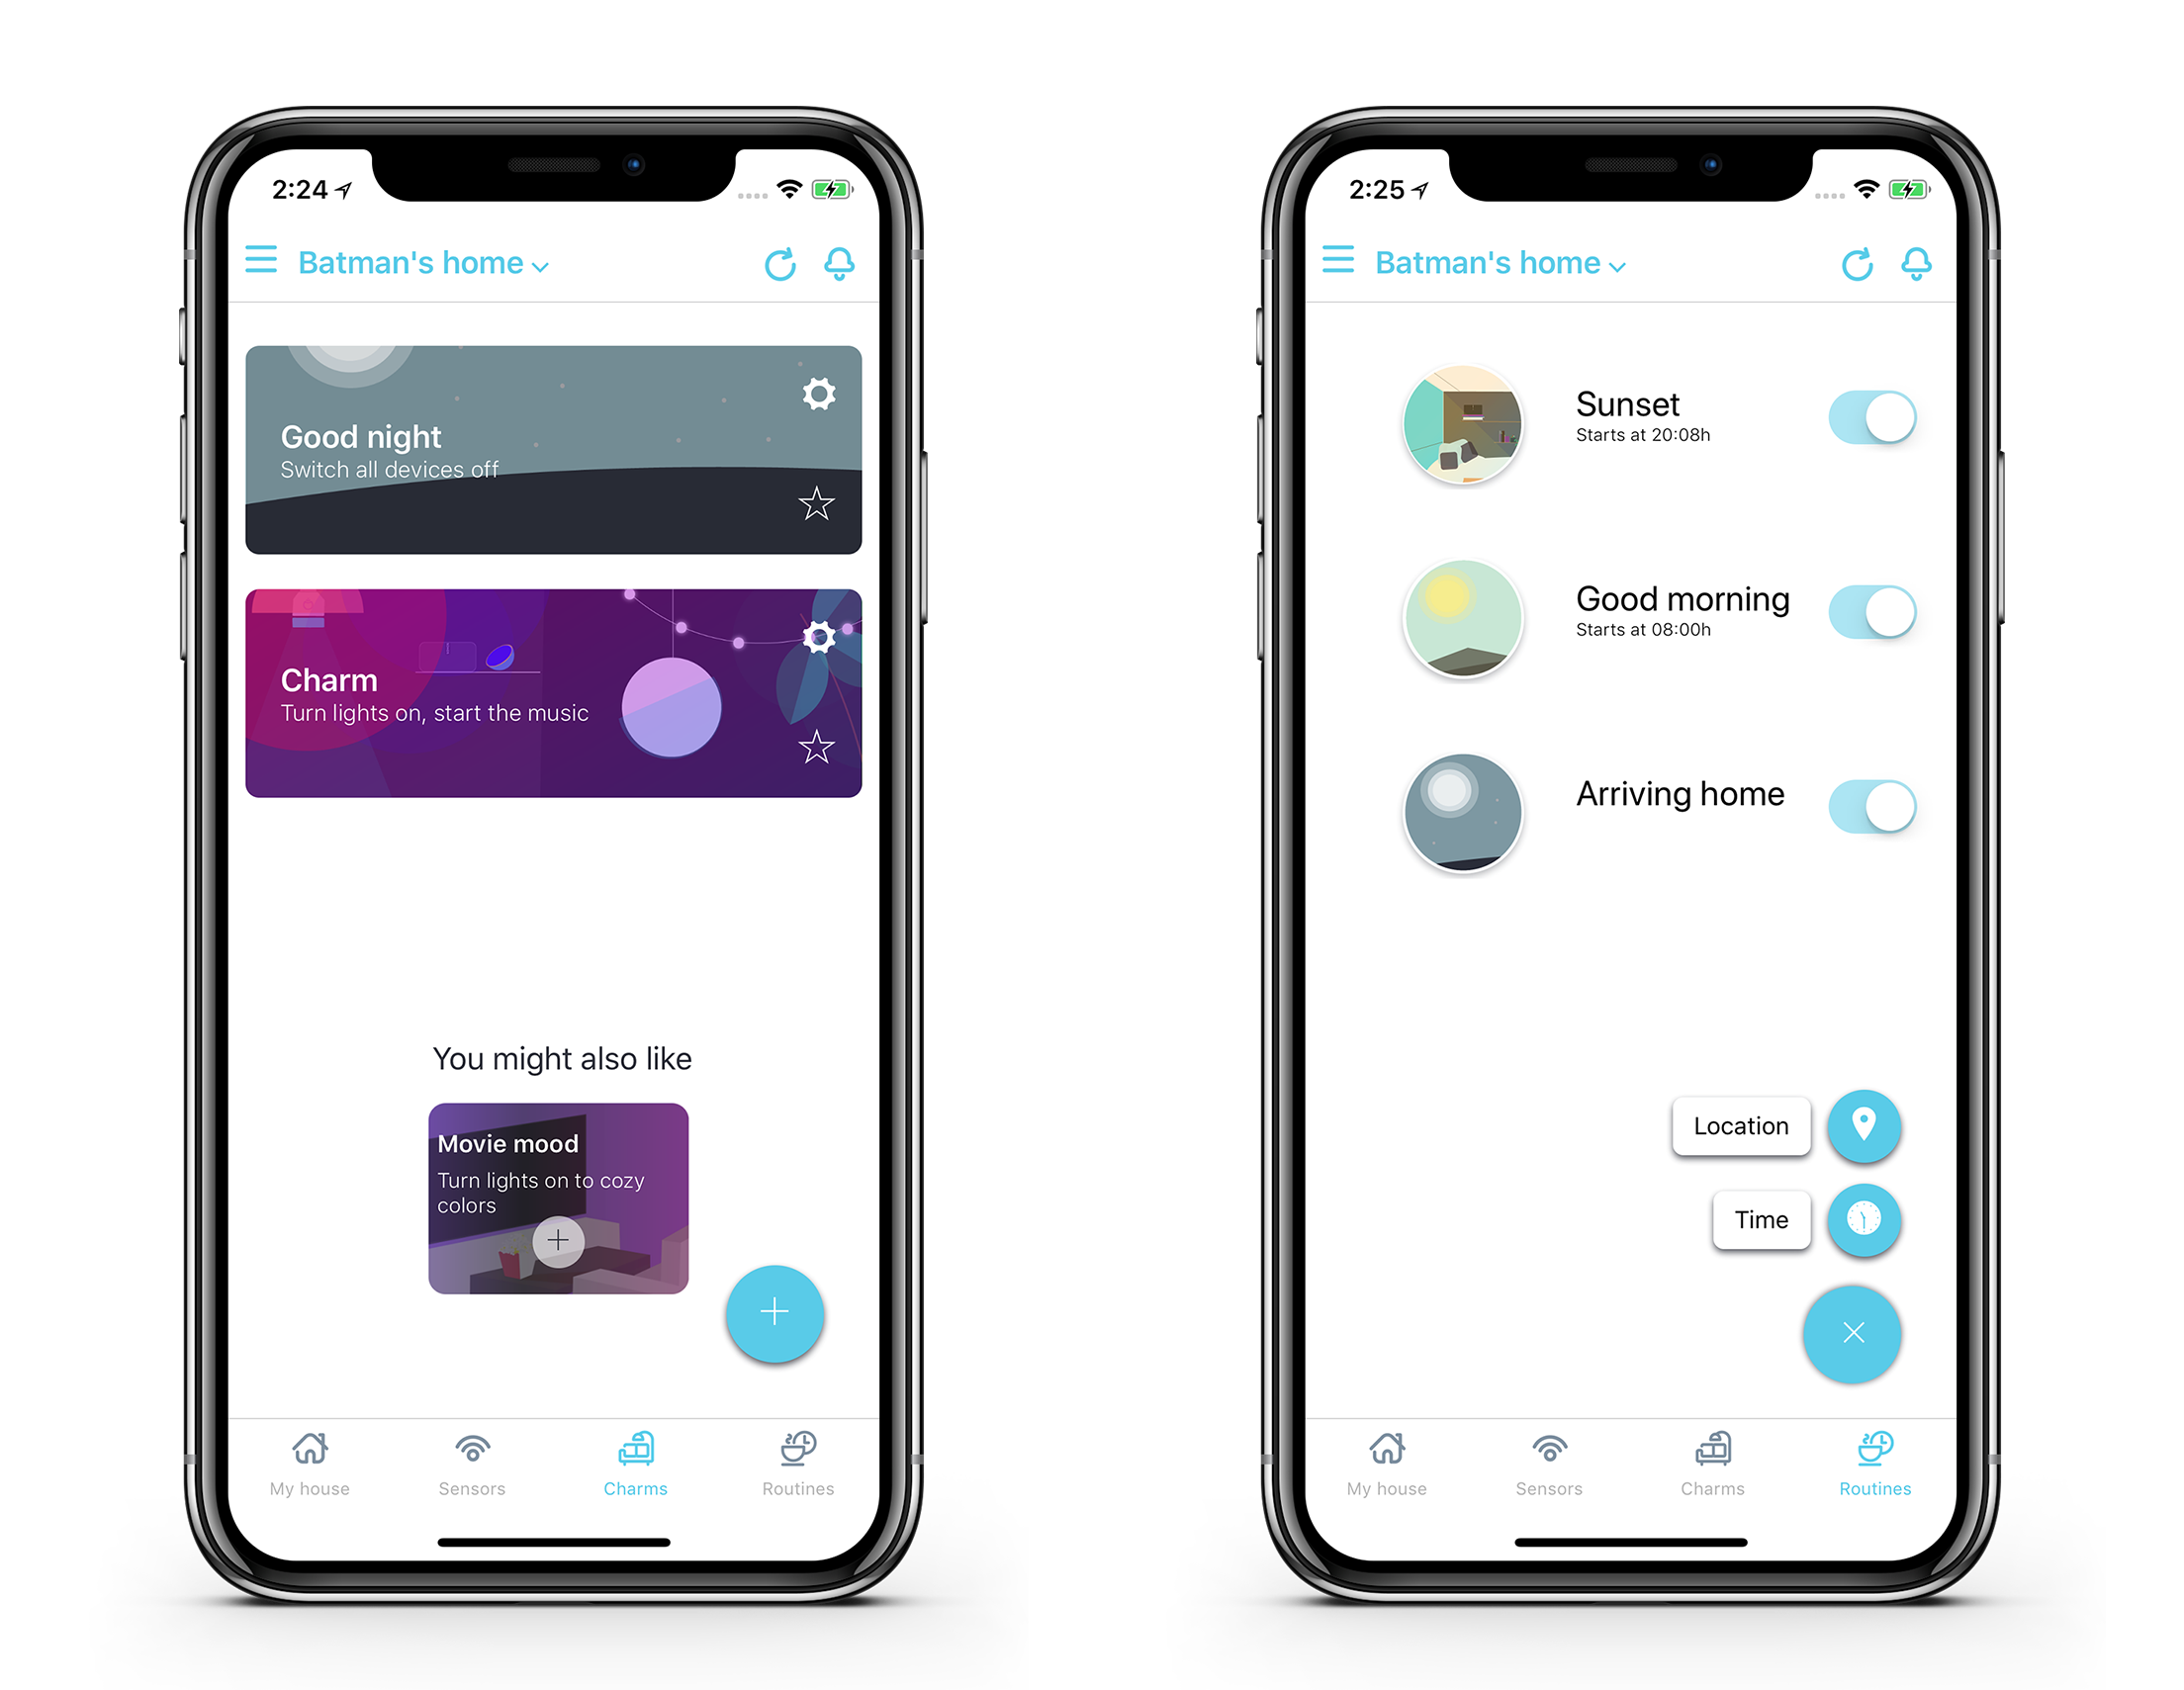 2:24
Batman's home
Good night
Switch all devices off
Charm
Turn lights on, start the music
You might also like
Movie mood
Turn lights on to cozy
colors
My house
Sensors
Charms
Routines
2:25
Batman's home
Sunset
Starts at 20:08h
Good morning
Starts at 08:00h
Arriving home
Location
Time
My house
Sensors
Charms
Routines